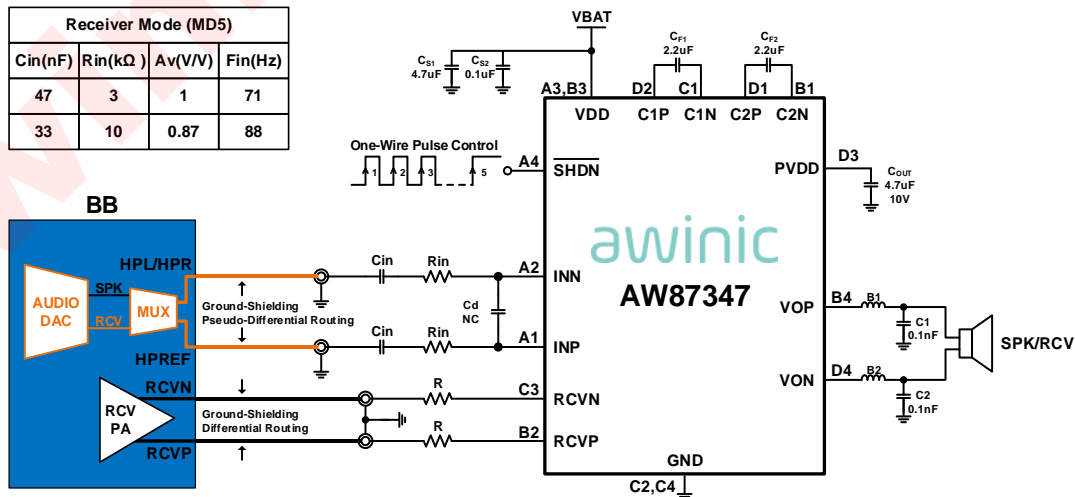 Receiver Mode (MD5)
Cin(nF) Rin(kΩ) Av(V/V) Fin(Hz)
47 3 1 71
33 10 0.87 88
VBAT
CS1
4.7uF
CS2
0.1uF
CF1
2.2uF
CF2
2.2uF
A3,B3 D2 C1 D1 B1
VDD C1P C1N C2P C2N
One-Wire Pulse Control
1 2 3 5
A4 SHDN
PVDD D3
COUT
4.7uF
10V
BB
AUDIO
DAC
SPK
RCV
MUX
HPL/HPR
Ground-Shielding
Pseudo-Differential Routing
HPREF
Cin Rin A2 INN
Cd
NC
Cin Rin A1 INP
awinic
AW87347
VOP B4 B1
C1
0.1nF
SPK/RCV
VON D4 B2
C2
0.1nF
RCV
PA
RCVN
Ground-Shielding
Differential Routing
RCVP
R C3 RCVN
R B2 RCVP
GND
C2,C4